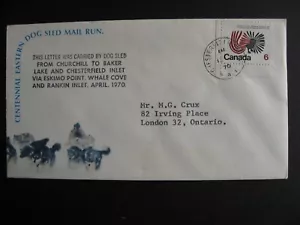 CENTENNIAL EASTERN DOG SLED MAIL RUN.
THIS LETTER WAS CARRIED BY DOG SLED
FROM CHURCHILL TO BAKER
LAKE AND CHESTERFIELD INLET
VIA ESKIMO POINT, WHALE COVE
AND RANKIN INLET. APRIL, 1970.
Canada 6
Mr. M.G. Cruz
82 Irving Place
London 32, Ontario.